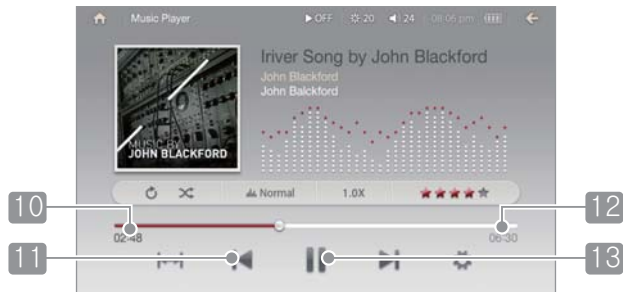 Music Player OFF 20 24 08:06 pm
Iriver Song by John Blackford
John Blackford
John Balckford
MUSIC BY
JOHN BLACKFORD
Normal 1.0X
10 12
02:48 06:30
11 13